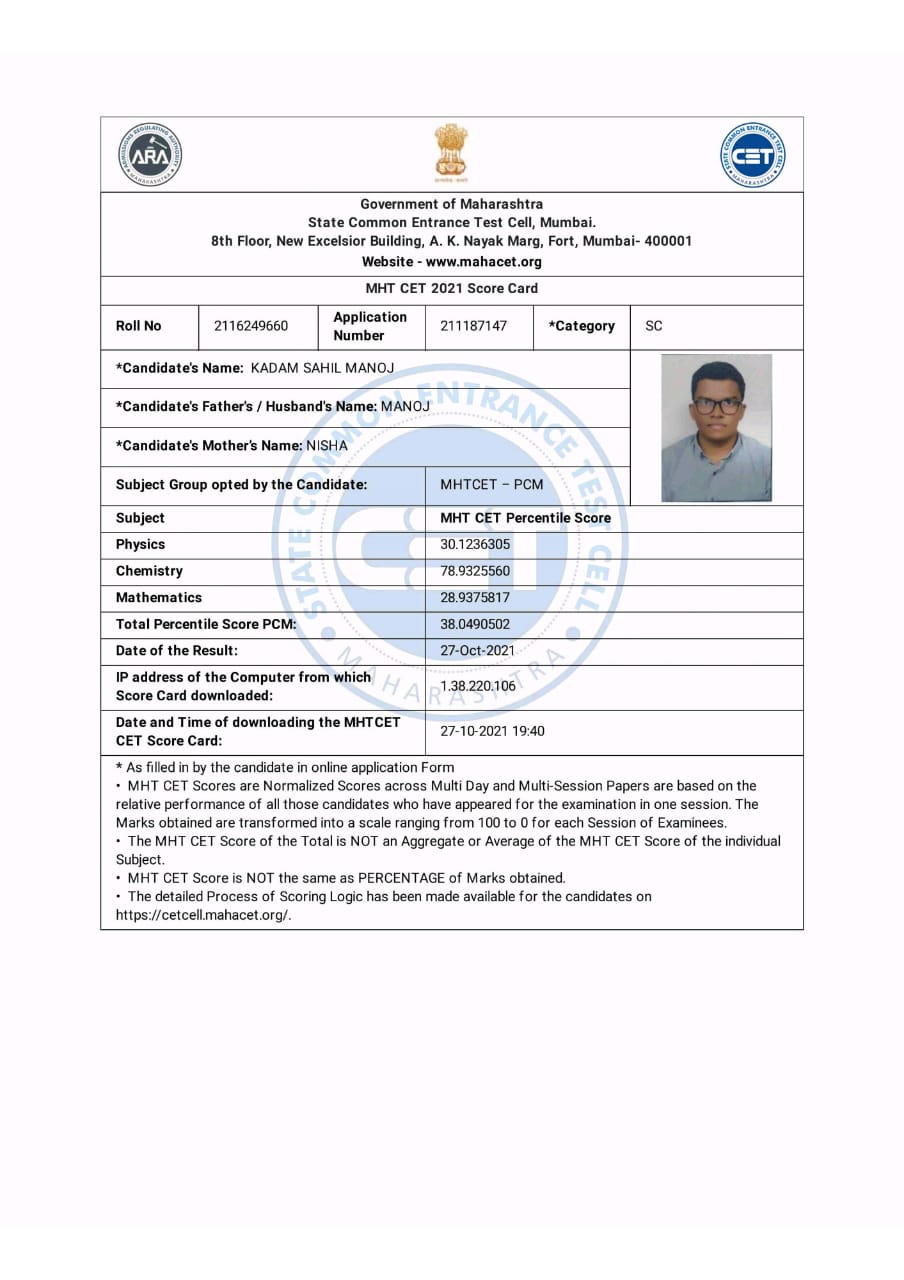 ADMISSIONS REGULATING AUTHORITY
ARA
MAHARASHTRA
STATE COMMON ENTRANCE TEST CELL
CET
MAHARASHTRA
Government of Maharashtra
State Common Entrance Test Cell, Mumbai.
8th Floor, New Excelsior Building, A. K. Nayak Marg, Fort, Mumbai- 400001
Website - www.mahacet.org
MHT CET 2021 Score Card
Roll No 2116249660 Application Number 211187147 *Category SC
*Candidate's Name: KADAM SAHIL MANOJ
*Candidate's Father's / Husband's Name: MANOJ
*Candidate's Mother's Name: NISHA
Subject Group opted by the Candidate: MHTCET – PCM
Subject MHT CET Percentile Score
Physics 30.1236305
Chemistry 78.9325560
Mathematics 28.9375817
Total Percentile Score PCM: 38.0490502
Date of the Result: 27-Oct-2021
IP address of the Computer from which
Score Card downloaded: 1.38.220.106
Date and Time of downloading the MHTCET
CET Score Card: 27-10-2021 19:40
* As filled in by the candidate in online application Form
• MHT CET Scores are Normalized Scores across Multi Day and Multi-Session Papers are based on the
relative performance of all those candidates who have appeared for the examination in one session. The
Marks obtained are transformed into a scale ranging from 100 to 0 for each Session of Examinees.
• The MHT CET Score of the Total is NOT an Aggregate or Average of the MHT CET Score of the individual
Subject.
• MHT CET Score is NOT the same as PERCENTAGE of Marks obtained.
• The detailed Process of Scoring Logic has been made available for the candidates on
https://cetcell.mahacet.org/.
STATE COMMON ENTRANCE TEST CELL
CET
MAHARASHTRA